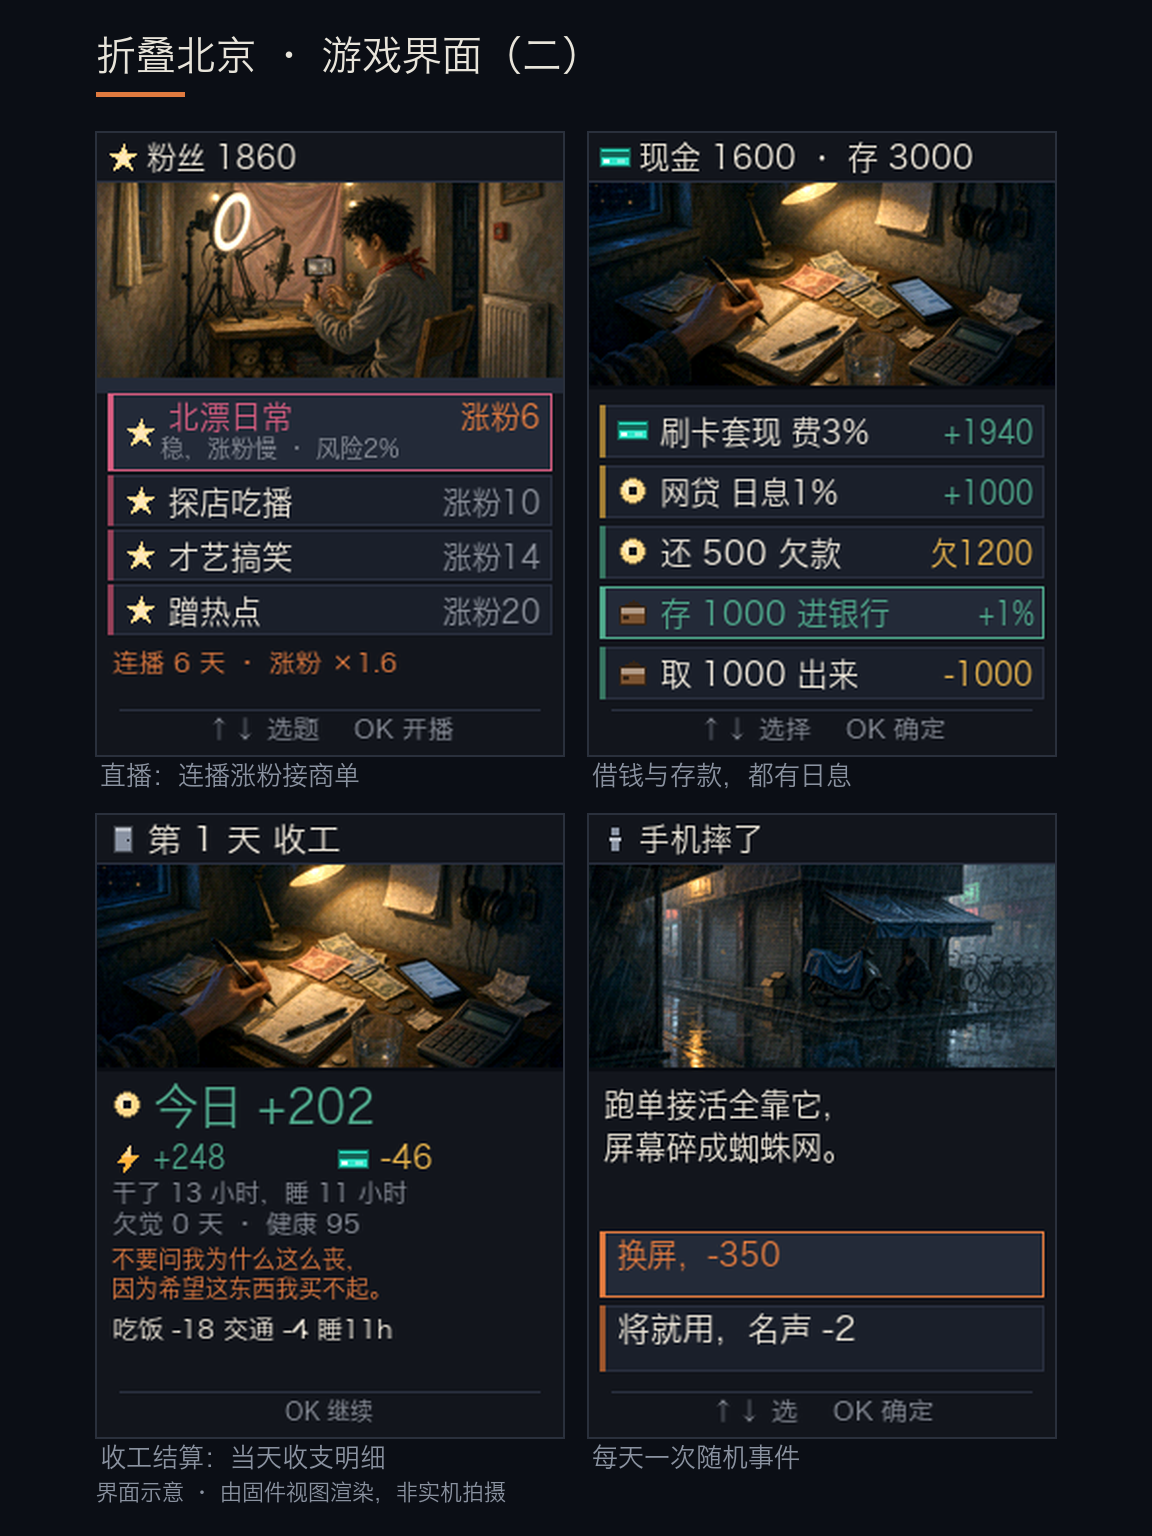 折叠北京 · 游戏界面（二）
粉丝 1860
北漂日常 涨粉6
稳，涨粉慢 · 风险2%
探店吃播 涨粉10
才艺搞笑 涨粉14
蹭热点 涨粉20
连播 6 天 · 涨粉 ×1.6
↑↓ 选题 OK 开播
直播：连播涨粉接商单
现金 1600 · 存 3000
刷卡套现 费3% +1940
网贷 日息1% +1000
还 500 欠款 欠1200
存 1000 进银行 +1%
取 1000 出来 -1000
↑↓ 选择 OK 确定
借钱与存款，都有日息
第 1 天 收工
今日 +202
+248 -46
干了 13 小时，睡 11 小时
欠觉 0 天 · 健康 95
不要问我为什么这么丧，
因为希望这东西我买不起。
吃饭 -18 交通 -4 睡11h
OK 继续
收工结算：当天收支明细
手机摔了
跑单接活全靠它，
屏幕碎成蜘蛛网。
换屏，-350
将就用，名声 -2
↑↓ 选 OK 确定
每天一次随机事件
界面示意 · 由固件视图渲染，非实机拍摄